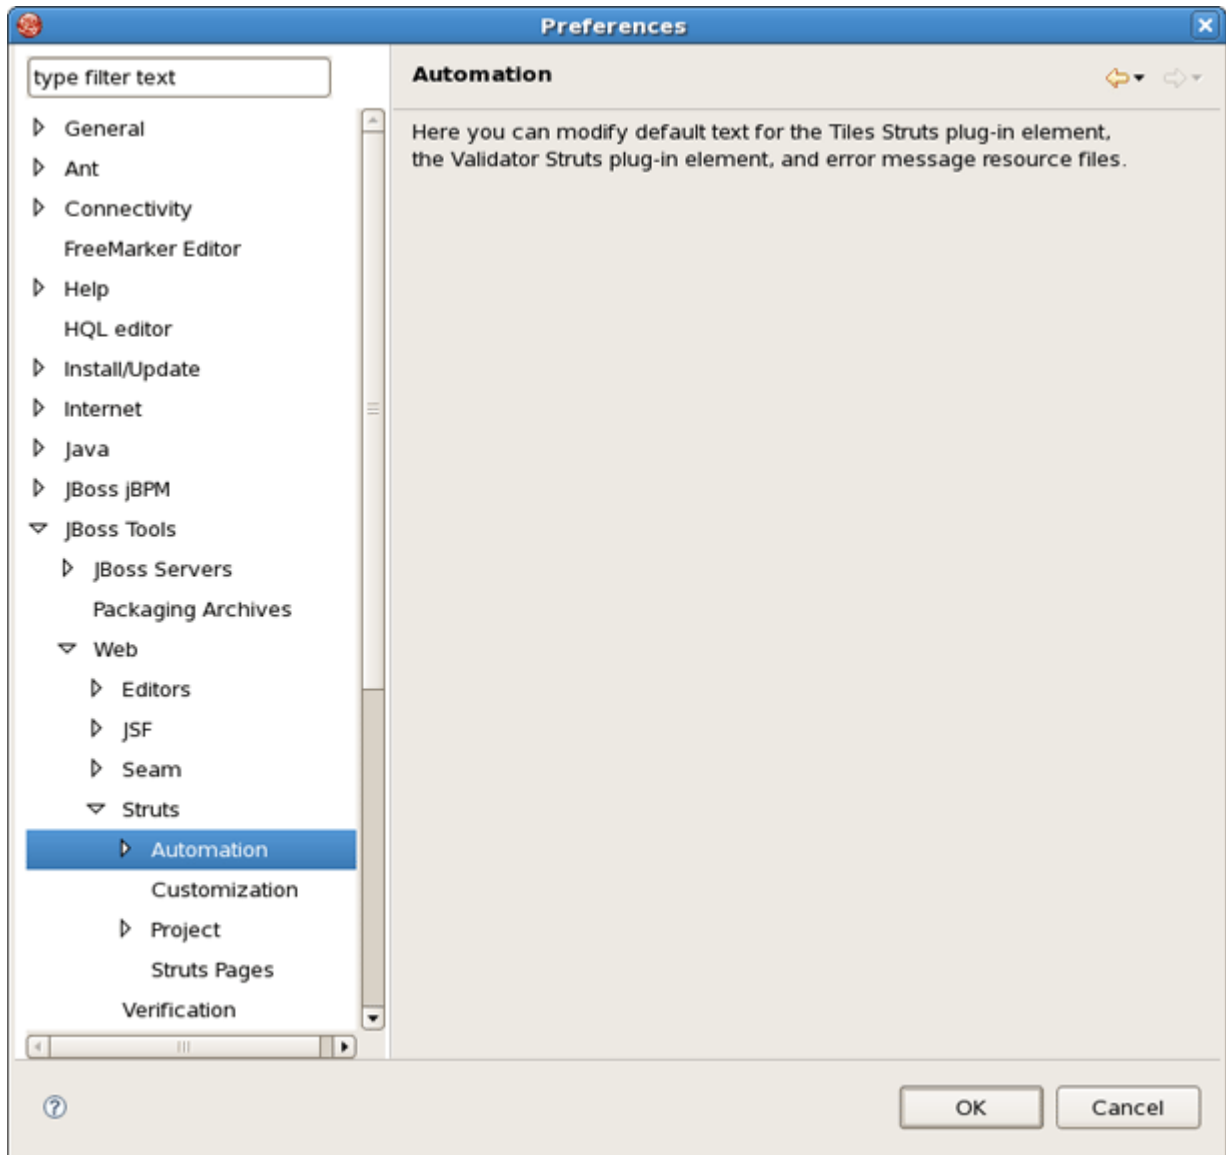 Preferences
type filter text
General
Ant
Connectivity
FreeMarker Editor
Help
HQL editor
Install/Update
Internet
Java
JBoss jBPM
JBoss Tools
JBoss Servers
Packaging Archives
Web
Editors
JSF
Seam
Struts
Automation
Customization
Project
Struts Pages
Verification
Automation
Here you can modify default text for the Tiles Struts plug-in element,
the Validator Struts plug-in element, and error message resource files.
?
OK
Cancel